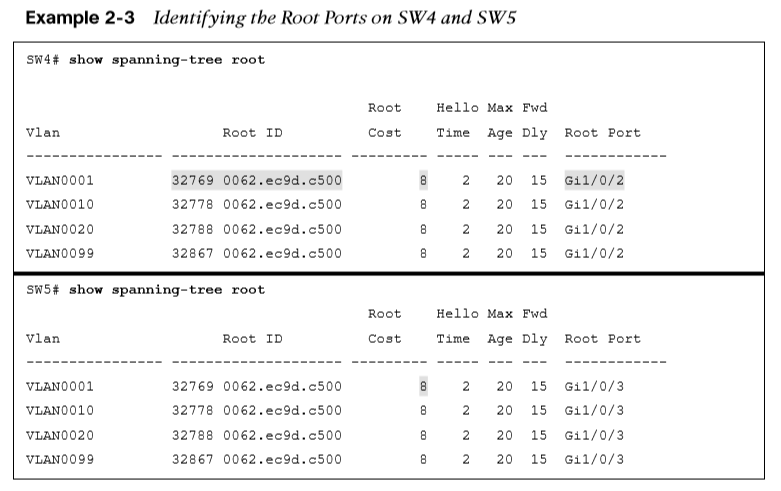 Example 2-3 Identifying the Root Ports on SW4 and SW5
SW4# show spanning-tree root
Root Hello Max Fwd
Vlan Root ID Cost Time Age Dly Root Port
---------------- -------------------- --------- ----- --- --- ------------
VLAN0001 32769 0062.ec9d.c500 8 2 20 15 Gi1/0/2
VLAN0010 32778 0062.ec9d.c500 8 2 20 15 Gi1/0/2
VLAN0020 32788 0062.ec9d.c500 8 2 20 15 Gi1/0/2
VLAN0099 32867 0062.ec9d.c500 8 2 20 15 Gi1/0/2
SW5# show spanning-tree root
Root Hello Max Fwd
Vlan Root ID Cost Time Age Dly Root Port
---------------- -------------------- --------- ----- --- --- ------------
VLAN0001 32769 0062.ec9d.c500 8 2 20 15 Gi1/0/3
VLAN0010 32778 0062.ec9d.c500 8 2 20 15 Gi1/0/3
VLAN0020 32788 0062.ec9d.c500 8 2 20 15 Gi1/0/3
VLAN0099 32867 0062.ec9d.c500 8 2 20 15 Gi1/0/3